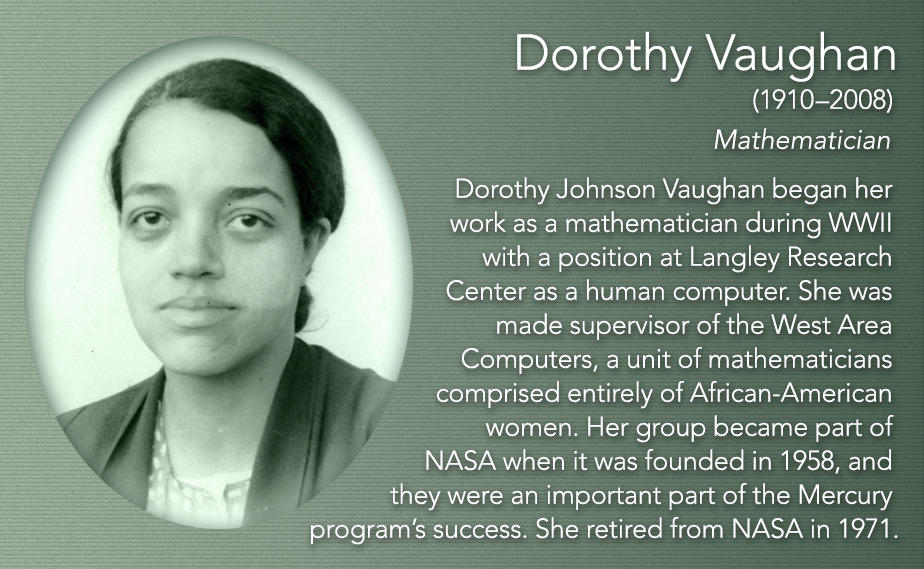 Dorothy Vaughan
(1910–2008)
Mathematician
Dorothy Johnson Vaughan began her
work as a mathematician during WWII
with a position at Langley Research
Center as a human computer. She was
made supervisor of the West Area
Computers, a unit of mathematicians
comprised entirely of African-American
women. Her group became part of
NASA when it was founded in 1958, and
they were an important part of the Mercury
program's success. She retired from NASA in 1971.